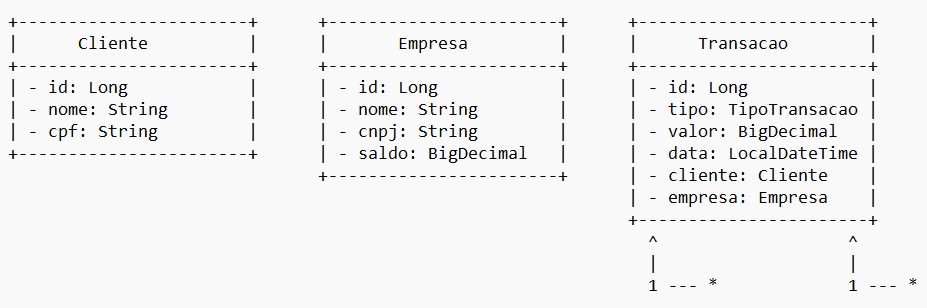 +-----------------------+      +-----------------------+      +-----------------------+
|      Cliente          |      |       Empresa         |      |      Transacao        |
+-----------------------+      +-----------------------+      +-----------------------+
| - id: Long            |      | - id: Long            |      | - id: Long            |
| - nome: String        |      | - nome: String        |      | - tipo: TipoTransacao |
| - cpf: String         |      | - cnpj: String        |      | - valor: BigDecimal   |
+-----------------------+      | - saldo: BigDecimal   |      | - data: LocalDateTime |
                               +-----------------------+      | - cliente: Cliente    |
                                                              | - empresa: Empresa    |
                                                              +-----------------------+
                                                                ^                   ^
                                                                |                   |
                                                                1 --- *             1 --- *